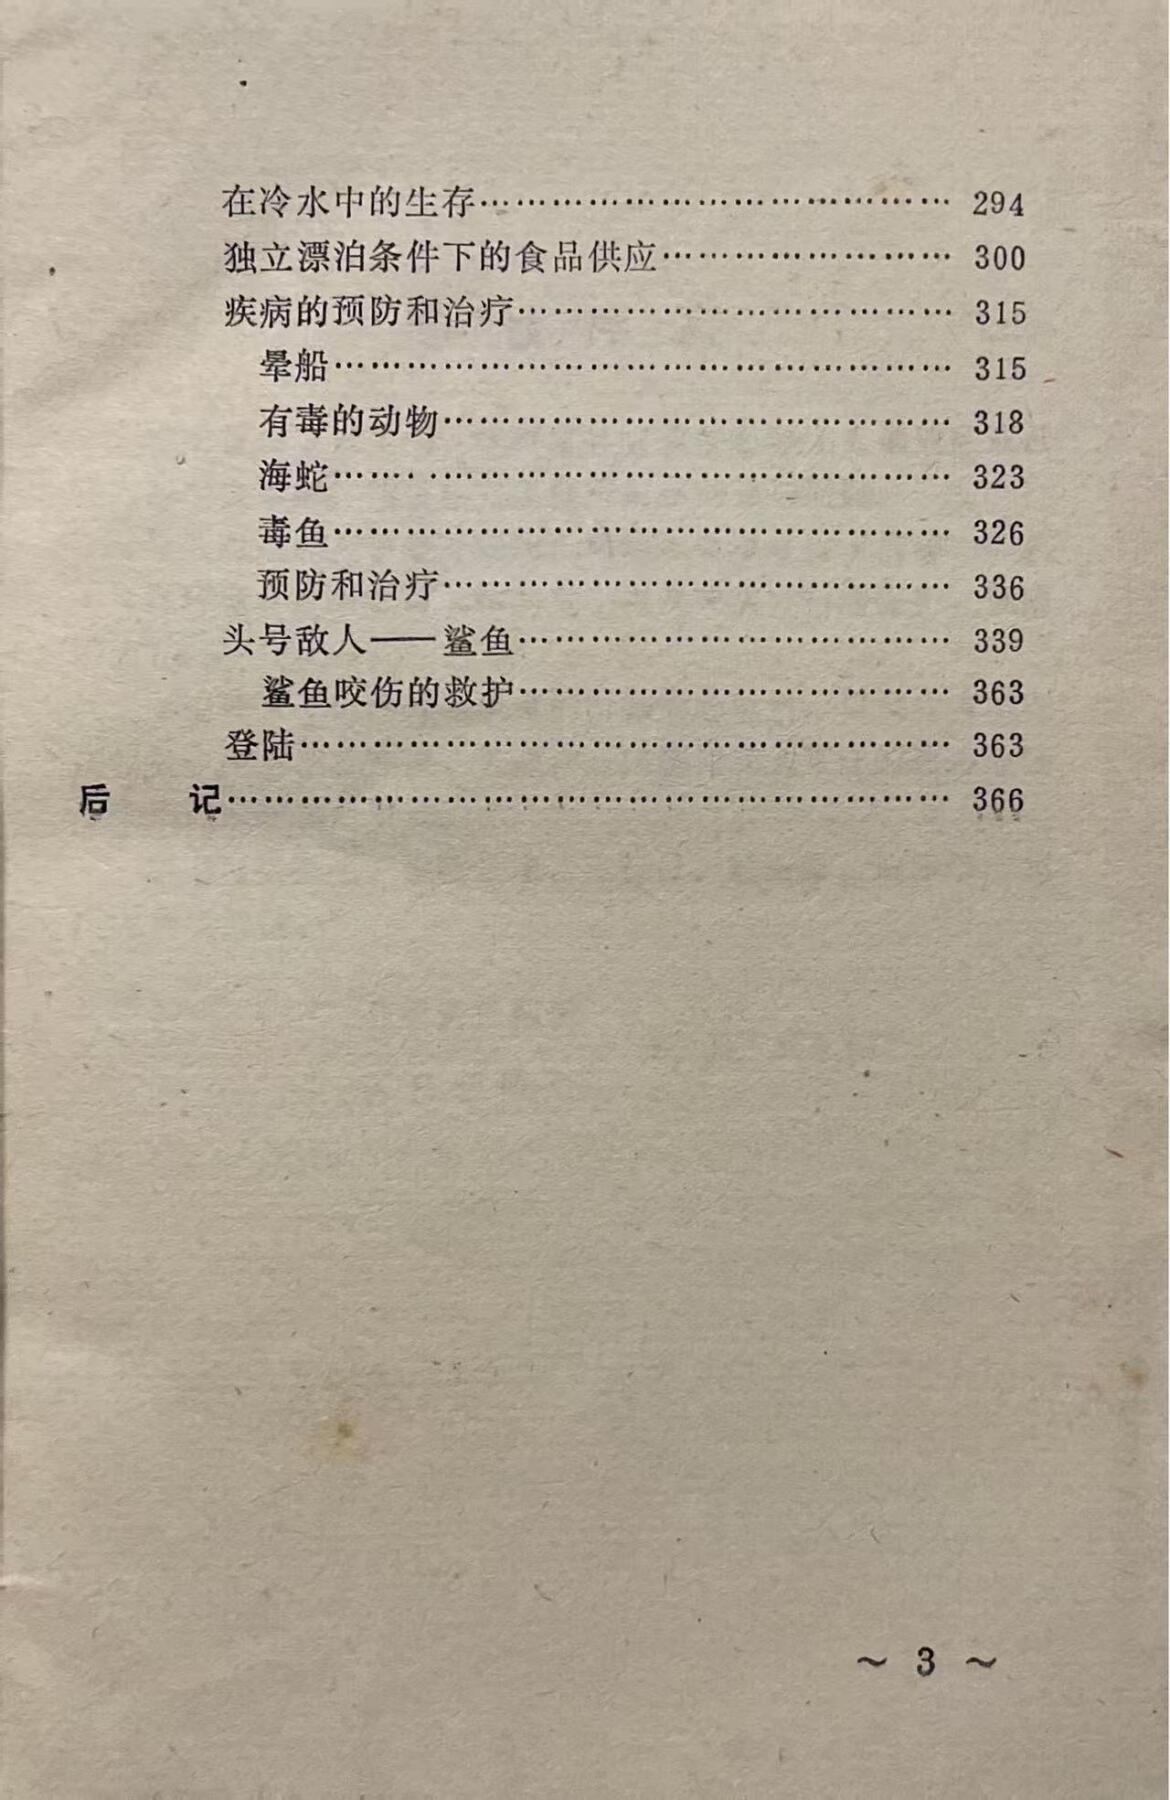 在冷水中的生存……………………………………… 294
独立漂泊条件下的食品供应……………………… 300
疾病的预防和治疗………………………………… 315
晕船………………………………………………… 315
有毒的动物………………………………………… 318
海蛇………………………………………………… 323
毒鱼………………………………………………… 326
预防和治疗………………………………………… 336
头号敌人——鲨鱼………………………………… 339
鲨鱼咬伤的救护…………………………………… 363
登陆…………………………………………………… 363
后 记………………………………………………………… 366
～ 3 ～